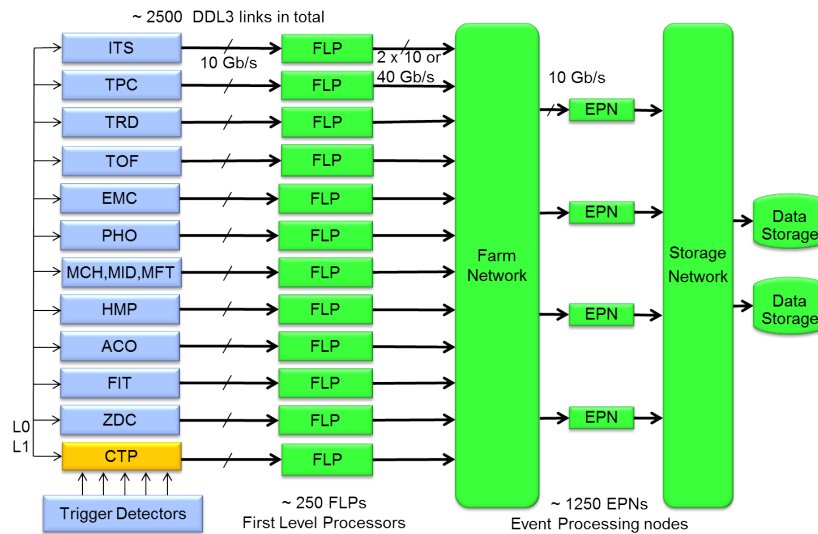 ~ 2500 DDL3 links in total
ITS
FLP
10 Gb/s
2 x 10 or
40 Gb/s
TPC
FLP
10 Gb/s
TRD
FLP
EPN
TOF
FLP
EMC
FLP
EPN
PHO
FLP
MCH,MID,MFT
FLP
Farm
Network
Storage
Network
Data
Storage
HMP
FLP
EPN
Data
Storage
ACO
FLP
FIT
FLP
ZDC
FLP
EPN
L0
L1
CTP
FLP
Trigger Detectors
~ 250 FLPs
First Level Processors
~ 1250 EPNs
Event Processing nodes